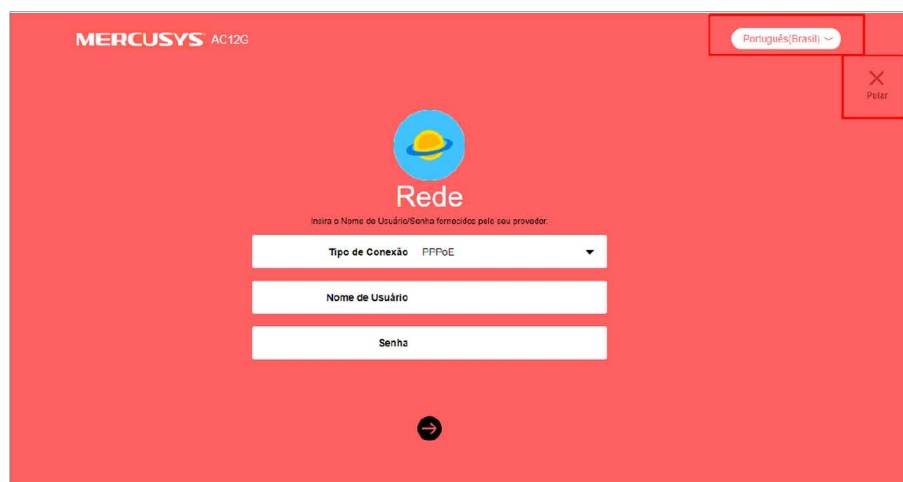 MERCUSYS AC12G
Português(Brasil)
Pular
Rede
Insira o Nome de Usuário/Senha fornecidos pelo seu provedor.
Tipo de Conexão PPPoE
Nome de Usuário
Senha